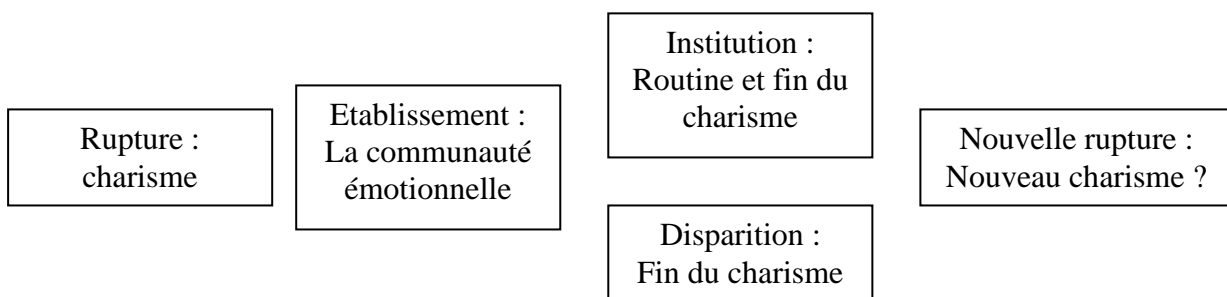 Rupture :
charisme
Etablissement :
La communauté
émotionnelle
Institution :
Routine et fin du
charisme
Disparition :
Fin du charisme
Nouvelle rupture :
Nouveau charisme ?